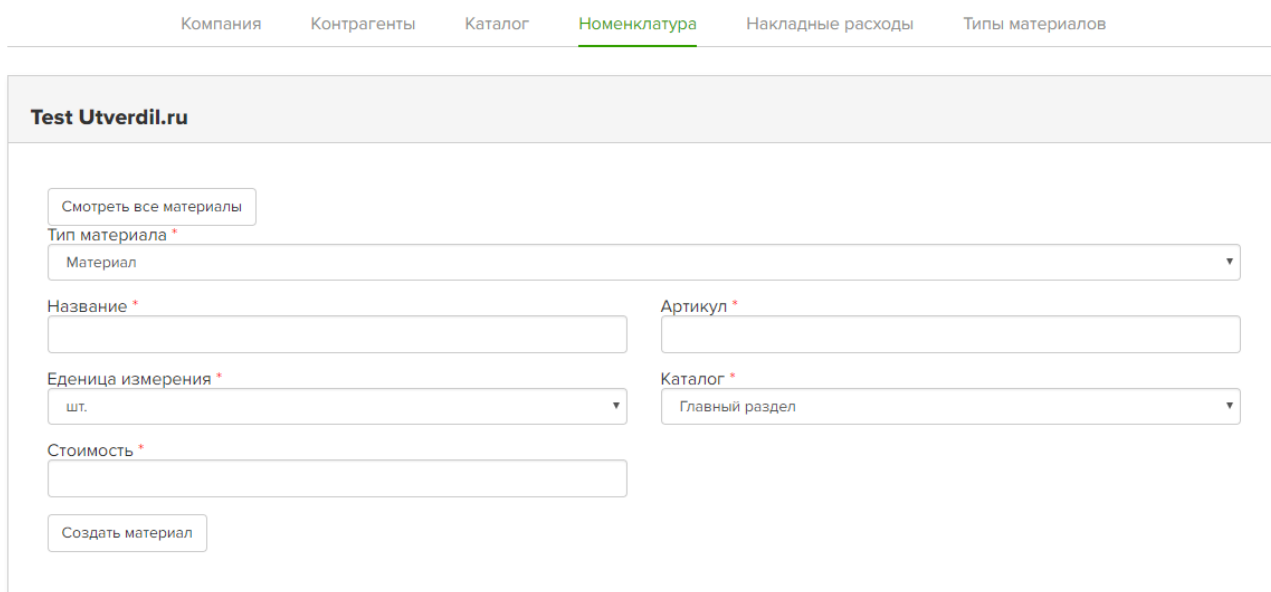 Компания Контрагенты Каталог Номенклатура Накладные расходы Типы материалов
Test Utverdil.ru
Смотреть все материалы
Тип материала *
Материал
Название * Артикул *
Еденица измерения * Каталог *
шт. Главный раздел
Стоимость *
Создать материал